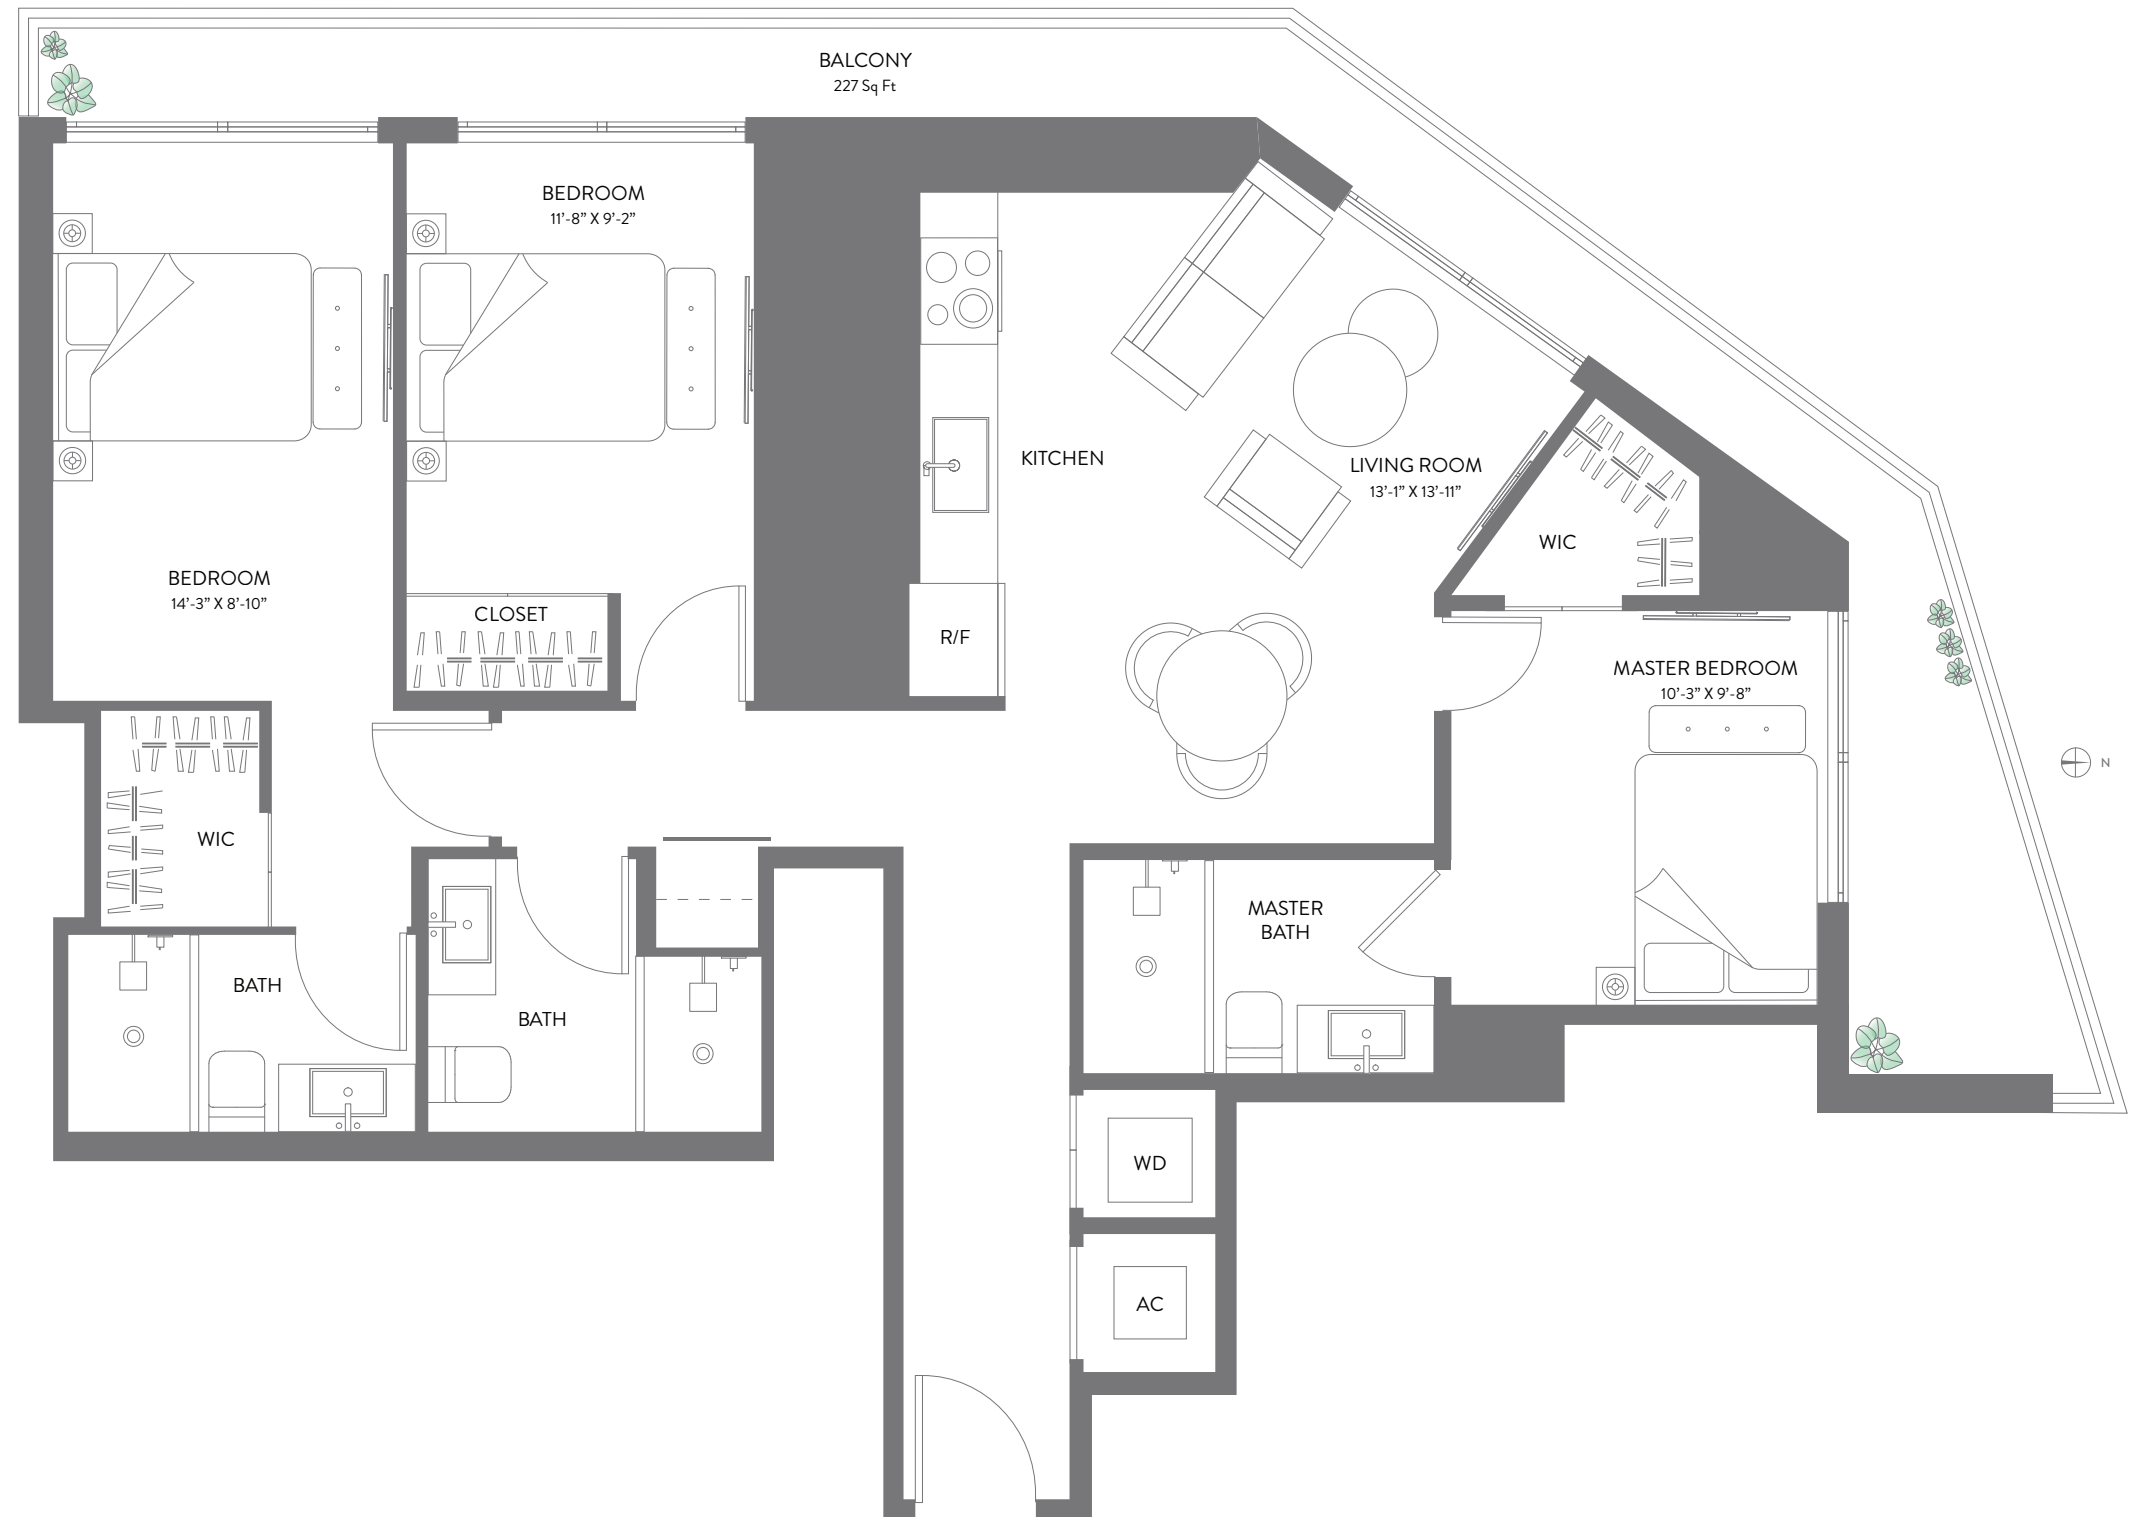 BALCONY
227 Sq Ft
BEDROOM
11’-8” X 9’-2”
KITCHEN
LIVING ROOM
13’-1” X 13’-11”
WIC
BEDROOM
14’-3” X 8’-10”
CLOSET
R/F
MASTER BEDROOM
10’-3” X 9’-8”
N
WIC
MASTER
BATH
BATH
BATH
WD
AC